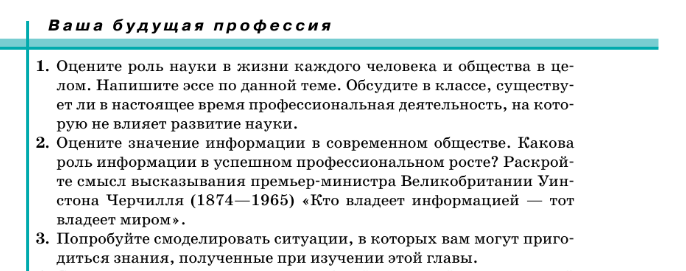 Ваша будущая профессия
1. Оцените роль науки в жизни каждого человека и общества в це-
лом. Напишите эссе по данной теме. Обсудите в классе, существу-
ет ли в настоящее время профессиональная деятельность, на кото-
рую не влияет развитие науки.
2. Оцените значение информации в современном обществе. Какова
роль информации в успешном профессиональном росте? Раскрой-
те смысл высказывания премьер-министра Великобритании Уин-
стона Черчилля (1874—1965) «Кто владеет информацией — тот
владеет миром».
3. Попробуйте смоделировать ситуации, в которых вам могут приго-
диться знания, полученные при изучении этой главы.